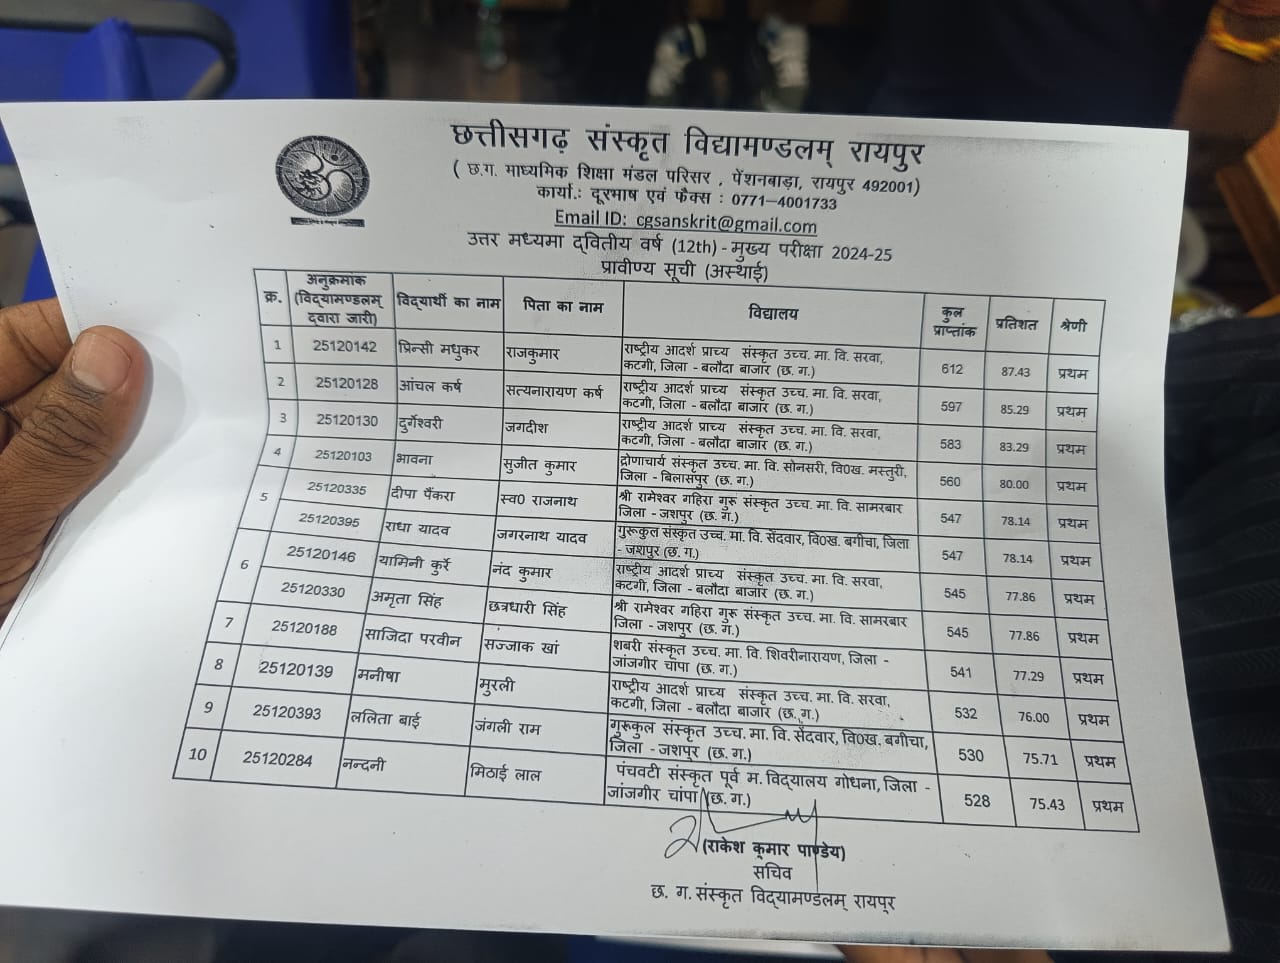 छत्तीसगढ़ संस्कृत विद्यामण्डलम् रायपुर
( छ.ग. माध्यमिक शिक्षा मंडल परिसर , पेंशनबाड़ा, रायपुर 492001)
कार्या.: दूरभाष एवं फैक्स : 0771-4001733
Email ID: cgsanskrit@gmail.com
उत्तर मध्यमा द्वितीय वर्ष (12th) - मुख्य परीक्षा 2024-25
प्रावीण्य सूची (अस्थाई)
क्र. अनुक्रमांक (विद्यामण्डलम् द्वारा जारी) विद्यार्थी का नाम पिता का नाम विद्यालय कुल प्राप्तांक प्रतिशत श्रेणी
1 25120142 प्रिन्सी मधुकर राजकुमार राष्ट्रीय आदर्श प्राच्य संस्कृत उच्च. मा. वि. सरवा, 612 87.43 प्रथम
कटगी, जिला - बलौदा बाजार (छ. ग.)
2 25120128 आंचल कर्ष सत्यनारायण कर्ष राष्ट्रीय आदर्श प्राच्य संस्कृत उच्च. मा. वि. सरवा, 597 85.29 प्रथम
कटगी, जिला - बलौदा बाजार (छ. ग.)
3 25120130 दुर्गेश्वरी जगदीश राष्ट्रीय आदर्श प्राच्य संस्कृत उच्च. मा. वि. सरवा, 583 83.29 प्रथम
कटगी, जिला - बलौदा बाजार (छ. ग.)
4 25120103 भावना सुजीत कुमार द्रोणाचार्य संस्कृत उच्च. मा. वि. सोनसरी, वि0ख. मस्तुरी, 560 80.00 प्रथम
जिला - बिलासपुर (छ. ग.)
5 25120335 दीपा पैंकरा स्व0 राजनाथ श्री रामेश्वर गहिरा गुरू संस्कृत उच्च. मा. वि. सामरबार 547 78.14 प्रथम
जिला - जशपुर (छ. ग.)
25120395 राधा यादव जगरनाथ यादव गुरूकुल संस्कृत उच्च. मा. वि. सेंदवार, वि0ख. बगीचा, जिला 547 78.14 प्रथम
- जशपुर (छ. ग.)
6 25120146 यामिनी कुर्रे नंद कुमार राष्ट्रीय आदर्श प्राच्य संस्कृत उच्च. मा. वि. सरवा, 545 77.86 प्रथम
कटगी, जिला - बलौदा बाजार (छ. ग.)
25120330 अमृता सिंह छत्रधारी सिंह श्री रामेश्वर गहिरा गुरू संस्कृत उच्च. मा. वि. सामरबार 545 77.86 प्रथम
जिला - जशपुर (छ. ग.)
7 25120188 साजिदा परवीन सज्जाक खां शबरी संस्कृत उच्च. मा. वि. शिवरीनारायण, जिला - 541 77.29 प्रथम
जांजगीर चांपा (छ. ग.)
8 25120139 मनीषा मुरली राष्ट्रीय आदर्श प्राच्य संस्कृत उच्च. मा. वि. सरवा, 532 76.00 प्रथम
कटगी, जिला - बलौदा बाजार (छ. ग.)
9 25120393 ललिता बाई जंगली राम गुरूकुल संस्कृत उच्च. मा. वि. सेंदवार, वि0ख. बगीचा, 530 75.71 प्रथम
जिला - जशपुर (छ. ग.)
10 25120284 नन्दनी मिठाई लाल पंचवटी संस्कृत पूर्व म. विद्यालय गोधना, जिला - 528 75.43 प्रथम
जांजगीर चांपा (छ. ग.)
(राकेश कुमार पाण्डेय)
सचिव
छ. ग. संस्कृत विद्यामण्डलम् रायपुर